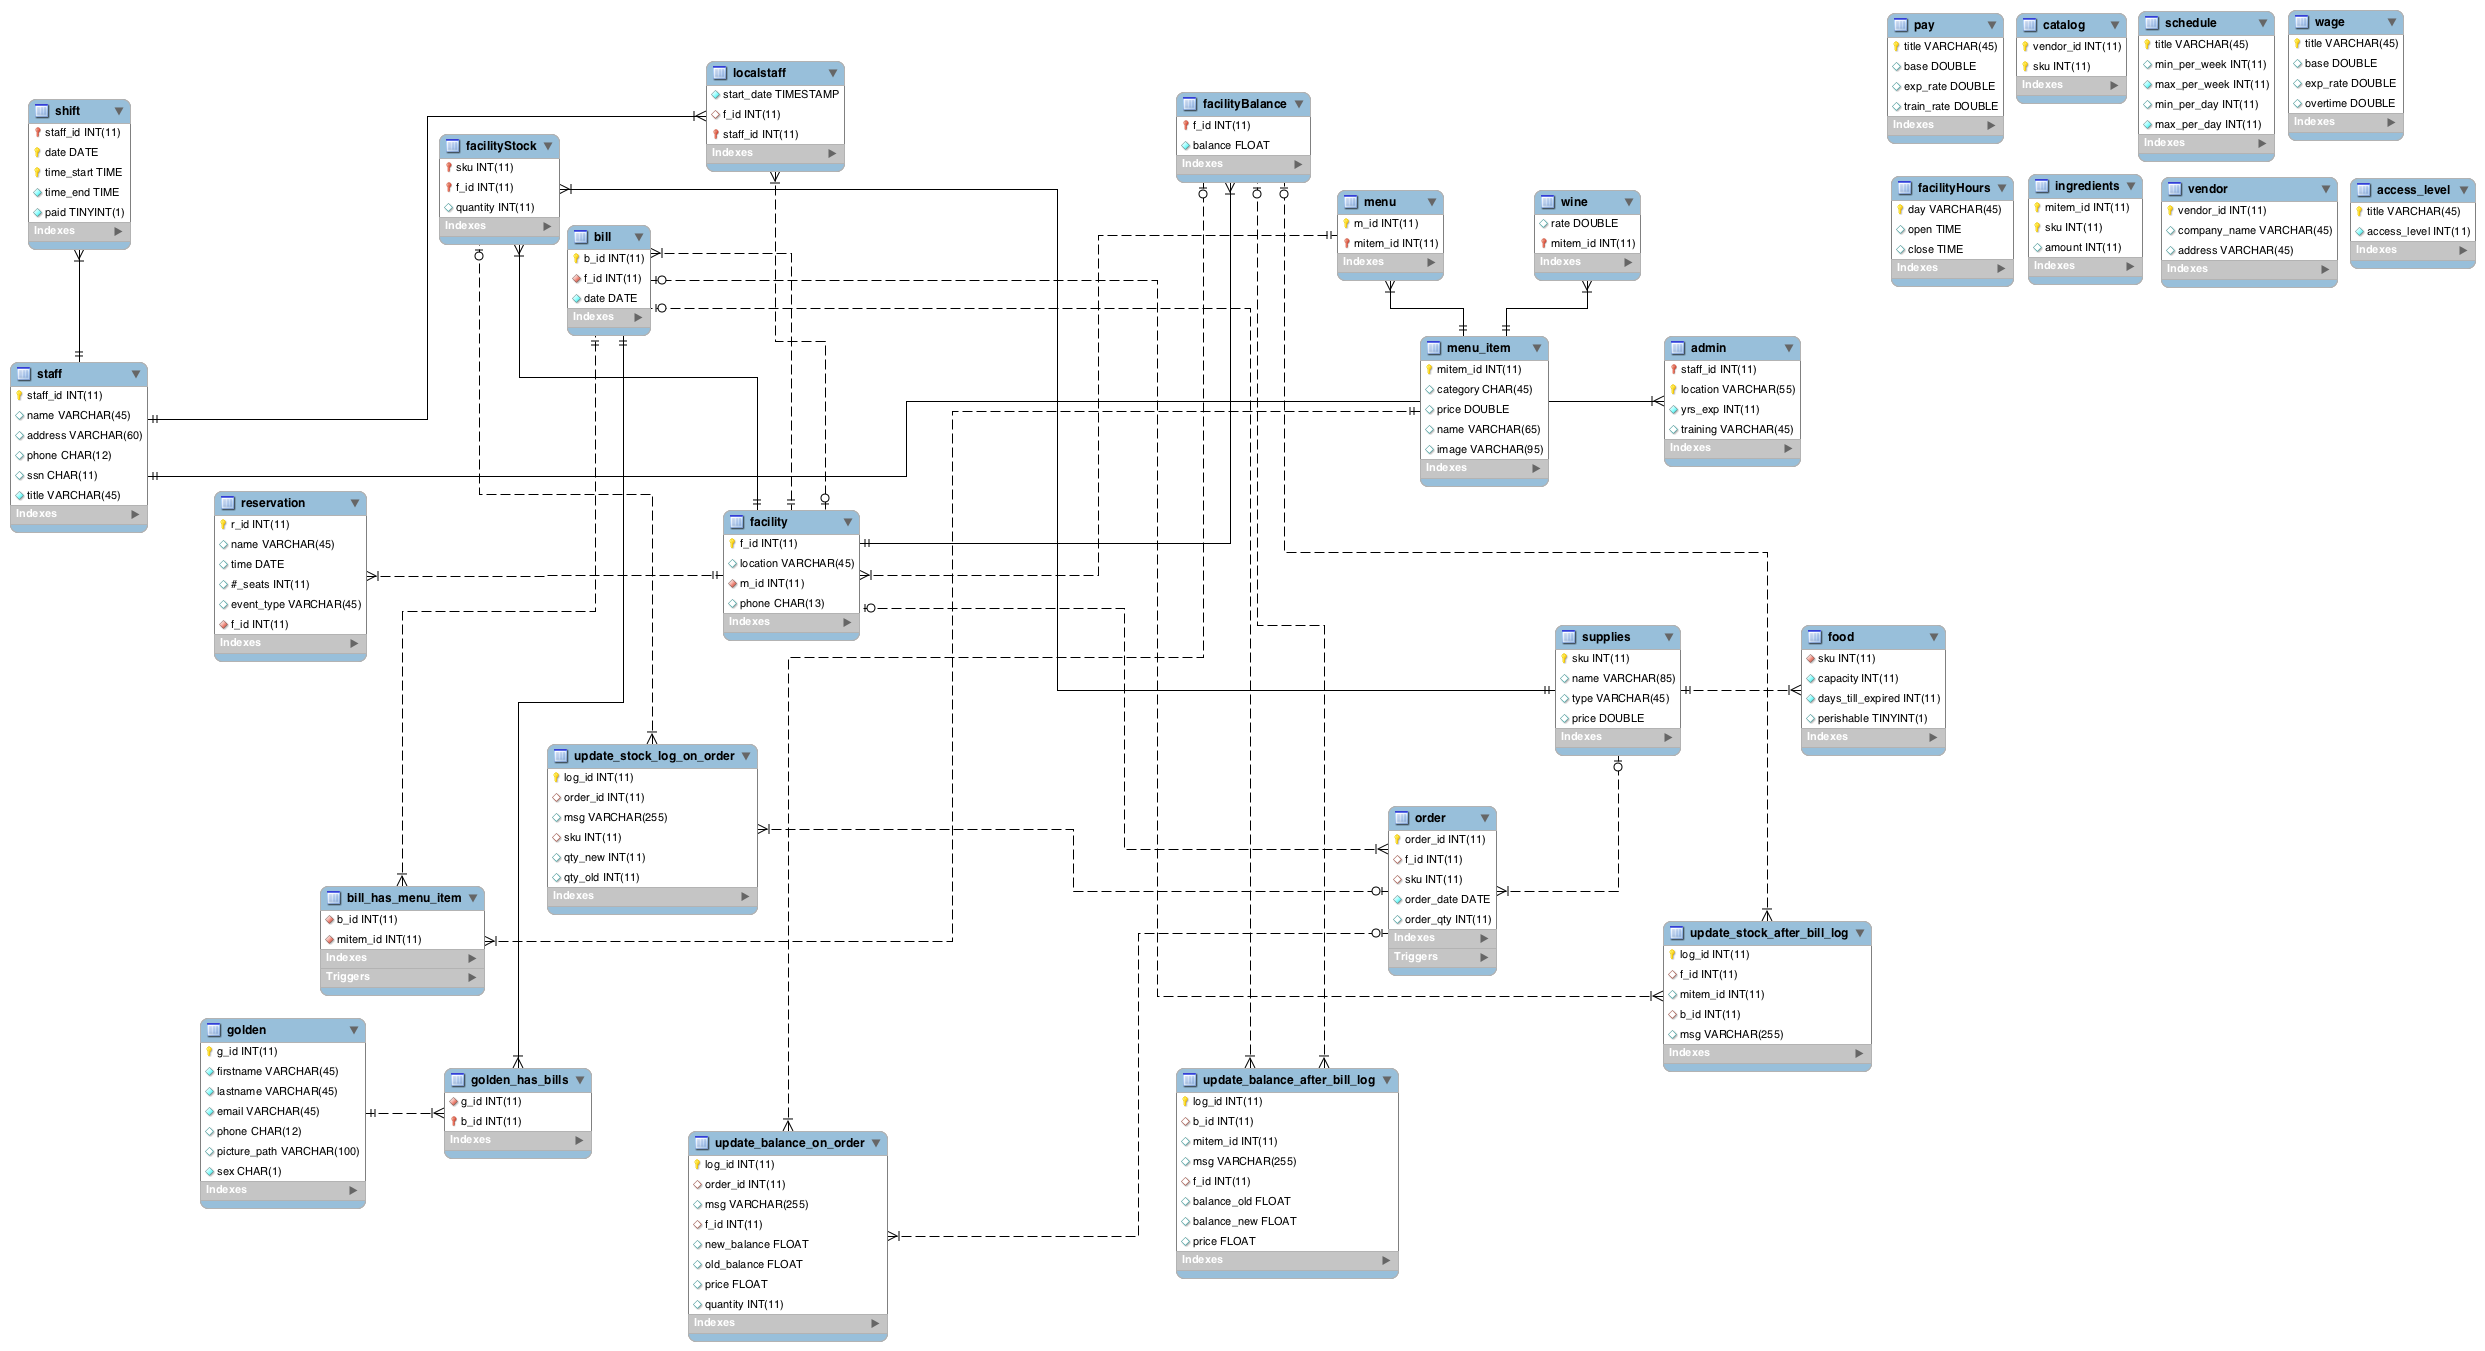 pay
title VARCHAR(45)
base DOUBLE
exp_rate DOUBLE
train_rate DOUBLE
Indexes
catalog
vendor_id INT(11)
sku INT(11)
Indexes
schedule
title VARCHAR(45)
min_per_week INT(11)
max_per_week INT(11)
min_per_day INT(11)
max_per_day INT(11)
Indexes
wage
title VARCHAR(45)
base DOUBLE
exp_rate DOUBLE
overtime DOUBLE
Indexes
localstaff
start_date TIMESTAMP
f_id INT(11)
staff_id INT(11)
Indexes
shift
staff_id INT(11)
date DATE
time_start TIME
time_end TIME
paid TINYINT(1)
Indexes
facilityStock
sku INT(11)
f_id INT(11)
quantity INT(11)
Indexes
facilityBalance
f_id INT(11)
balance FLOAT
Indexes
bill
b_id INT(11)
f_id INT(11)
date DATE
Indexes
menu
m_id INT(11)
mitem_id INT(11)
Indexes
wine
rate DOUBLE
mitem_id INT(11)
Indexes
facilityHours
day VARCHAR(45)
open TIME
close TIME
Indexes
ingredients
mitem_id INT(11)
sku INT(11)
amount INT(11)
Indexes
vendor
vendor_id INT(11)
company_name VARCHAR(45)
address VARCHAR(45)
Indexes
access_level
title VARCHAR(45)
access_level INT(11)
Indexes
staff
staff_id INT(11)
name VARCHAR(45)
address VARCHAR(60)
phone CHAR(12)
ssn CHAR(11)
title VARCHAR(45)
Indexes
menu_item
mitem_id INT(11)
category CHAR(45)
price DOUBLE
name VARCHAR(65)
image VARCHAR(95)
Indexes
admin
staff_id INT(11)
location VARCHAR(55)
yrs_exp INT(11)
training VARCHAR(45)
Indexes
reservation
r_id INT(11)
name VARCHAR(45)
time DATE
#_seats INT(11)
event_type VARCHAR(45)
f_id INT(11)
Indexes
facility
f_id INT(11)
location VARCHAR(45)
m_id INT(11)
phone CHAR(13)
Indexes
supplies
sku INT(11)
name VARCHAR(85)
type VARCHAR(45)
price DOUBLE
Indexes
food
sku INT(11)
capacity INT(11)
days_till_expired INT(11)
perishable TINYINT(1)
Indexes
update_stock_log_on_order
log_id INT(11)
order_id INT(11)
msg VARCHAR(255)
sku INT(11)
qty_new INT(11)
qty_old INT(11)
Indexes
order
order_id INT(11)
f_id INT(11)
sku INT(11)
order_date DATE
order_qty INT(11)
Indexes
Triggers
bill_has_menu_item
b_id INT(11)
mitem_id INT(11)
Indexes
Triggers
update_stock_after_bill_log
log_id INT(11)
f_id INT(11)
mitem_id INT(11)
b_id INT(11)
msg VARCHAR(255)
Indexes
golden
g_id INT(11)
firstname VARCHAR(45)
lastname VARCHAR(45)
email VARCHAR(45)
phone CHAR(12)
picture_path VARCHAR(100)
sex CHAR(1)
Indexes
golden_has_bills
g_id INT(11)
b_id INT(11)
Indexes
update_balance_on_order
log_id INT(11)
order_id INT(11)
msg VARCHAR(255)
f_id INT(11)
new_balance FLOAT
old_balance FLOAT
price FLOAT
quantity INT(11)
Indexes
update_balance_after_bill_log
log_id INT(11)
b_id INT(11)
mitem_id INT(11)
msg VARCHAR(255)
f_id INT(11)
balance_old FLOAT
balance_new FLOAT
price FLOAT
Indexes